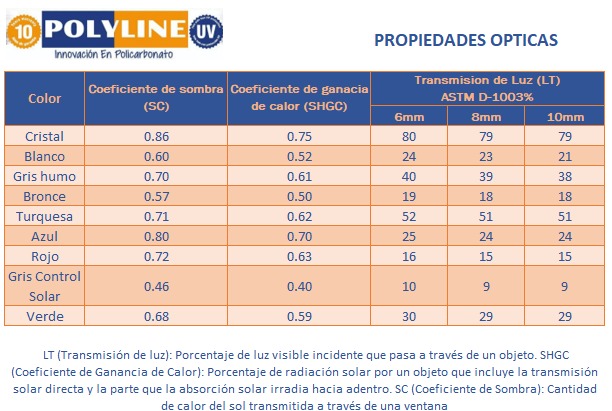 10 POLYLINE UV
Innovación En Policarbonato
PROPIEDADES OPTICAS
Color Coeficiente de sombra (SC) Coeficiente de ganacia de calor (SHGC) Transmision de Luz (LT) ASTM D-1003%
6mm 8mm 10mm
Cristal 0.86 0.75 80 79 79
Blanco 0.60 0.52 24 23 21
Gris humo 0.70 0.61 40 39 38
Bronce 0.57 0.50 19 18 18
Turquesa 0.71 0.62 52 51 51
Azul 0.80 0.70 25 24 24
Rojo 0.72 0.63 16 15 15
Gris Control Solar 0.46 0.40 10 9 9
Verde 0.68 0.59 30 29 29
LT (Transmisión de luz): Porcentaje de luz visible incidente que pasa a través de un objeto. SHGC
(Coeficiente de Ganancia de Calor): Porcentaje de radiación solar por un objeto que incluye la transmisión
solar directa y la parte que la absorción solar irradia hacia adentro. SC (Coeficiente de Sombra): Cantidad
de calor del sol transmitida a través de una ventana